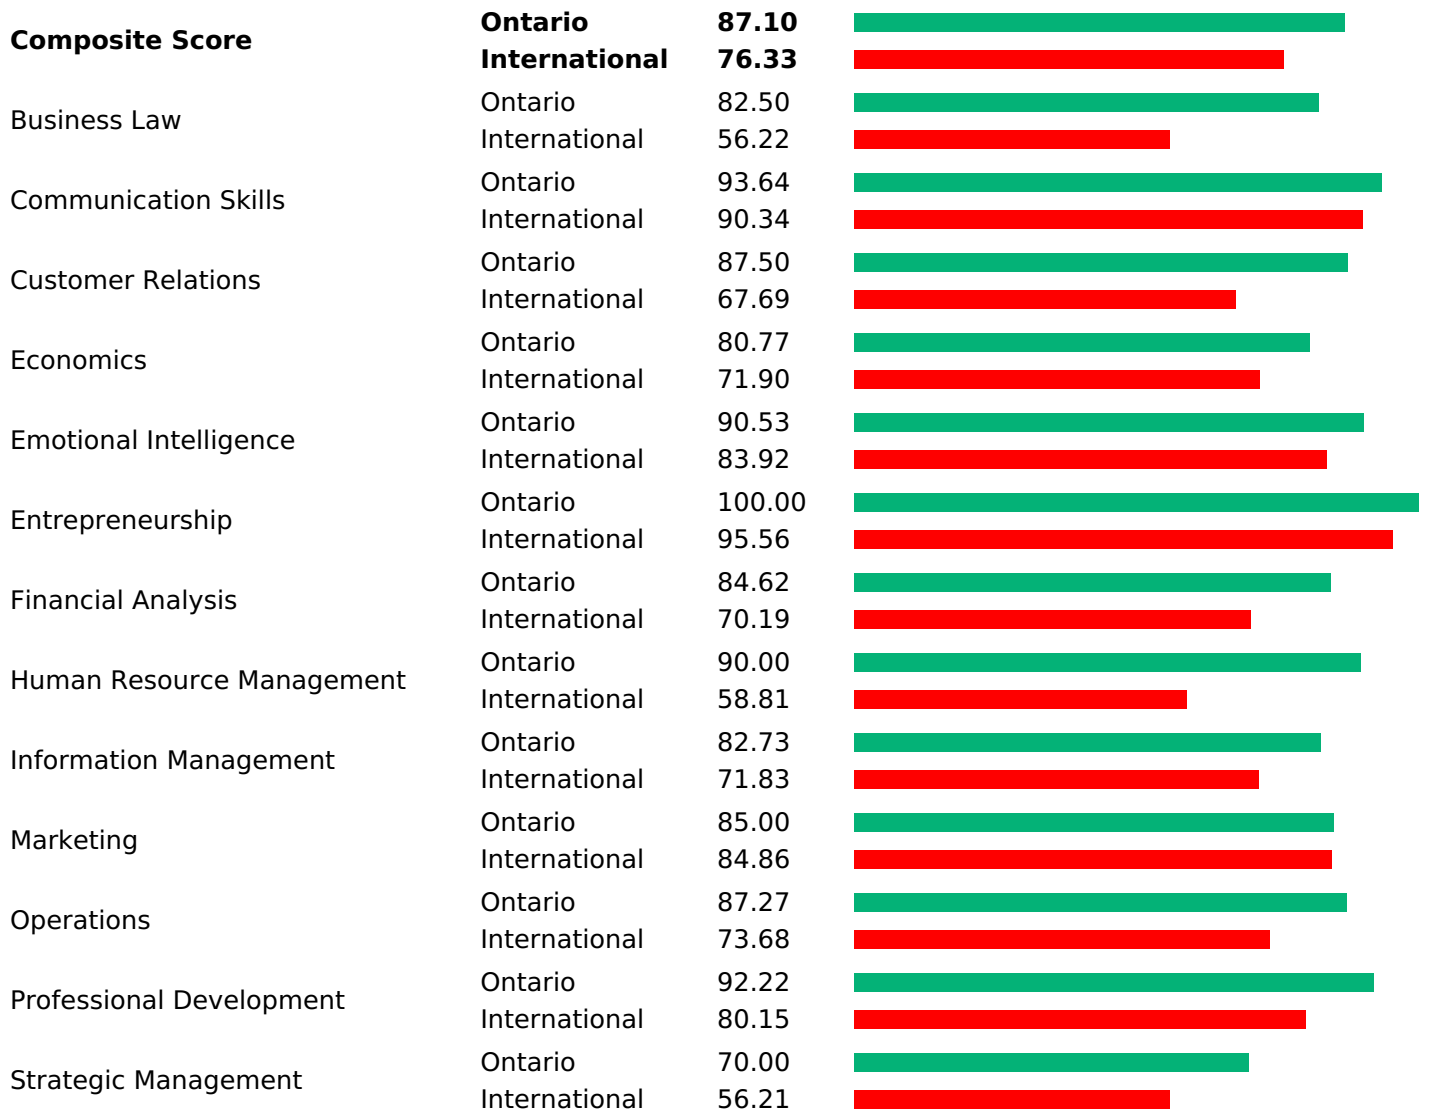 Composite Score
Ontario 87.10
International 76.33
Business Law
Ontario 82.50
International 56.22
Communication Skills
Ontario 93.64
International 90.34
Customer Relations
Ontario 87.50
International 67.69
Economics
Ontario 80.77
International 71.90
Emotional Intelligence
Ontario 90.53
International 83.92
Entrepreneurship
Ontario 100.00
International 95.56
Financial Analysis
Ontario 84.62
International 70.19
Human Resource Management
Ontario 90.00
International 58.81
Information Management
Ontario 82.73
International 71.83
Marketing
Ontario 85.00
International 84.86
Operations
Ontario 87.27
International 73.68
Professional Development
Ontario 92.22
International 80.15
Strategic Management
Ontario 70.00
International 56.21